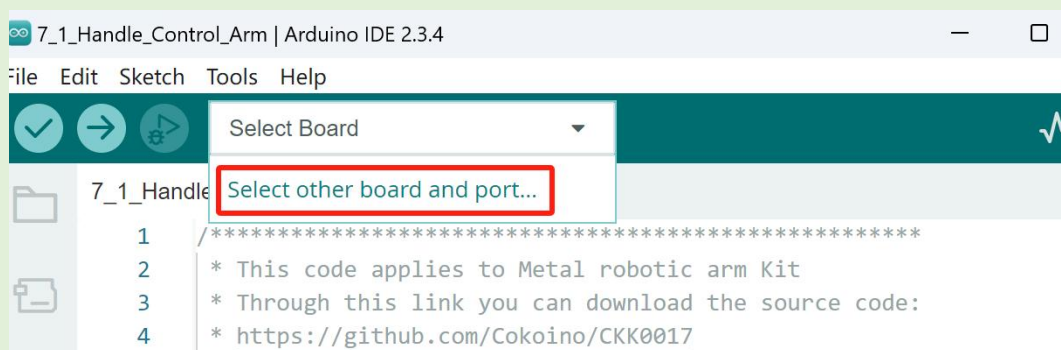 7_1_Handle_Control_Arm | Arduino IDE 2.3.4
File Edit Sketch Tools Help
Select Board
Select other board and port...
7_1_Handle
1 /*****************************************************
2 * This code applies to Metal robotic arm Kit
3 * Through this link you can download the source code:
4 * https://github.com/Cokoino/CKK0017